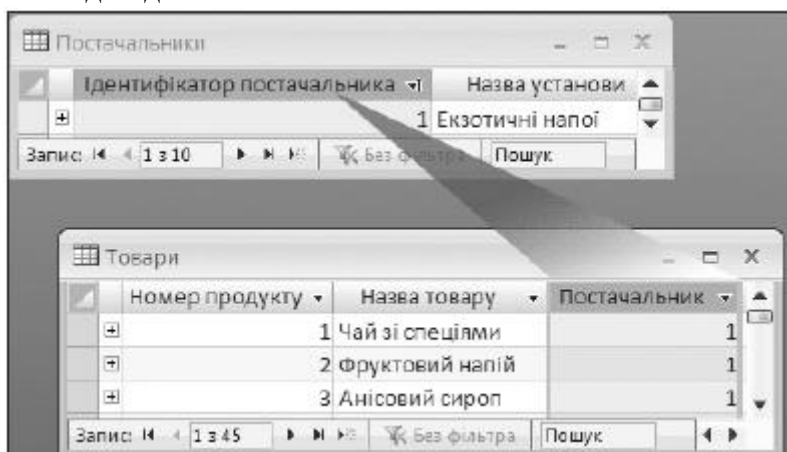 Постачальники
Ідентифікатор постачальника Назва установи
1 Екзотичні напої
Запис: 1 з 10 Без фільтра Пошук
Товари
Номер продукту Назва товару Постачальник
1 Чай зі спеціями 1
2 Фруктовий напій 1
3 Анісовий сироп 1
Запис: 1 з 45 Без фільтра Пошук